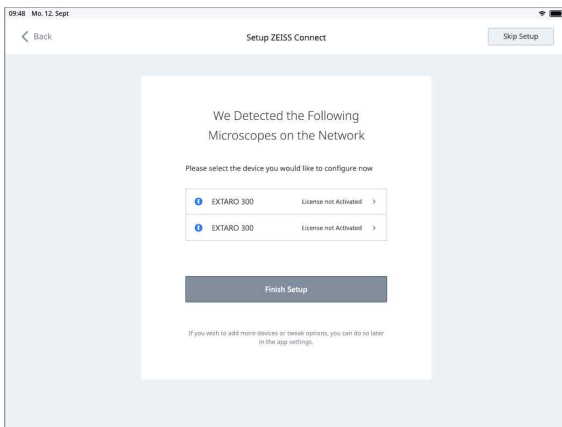 09:48 Mo. 12. Sept
Back
Setup ZEISS Connect
Skip Setup
We Detected the Following
Microscopes on the Network
Please select the device you would like to configure now
EXTARO 300 License not Activated
EXTARO 300 License not Activated
Finish Setup
If you wish to add more devices or tweak options, you can do so later
in the app settings.